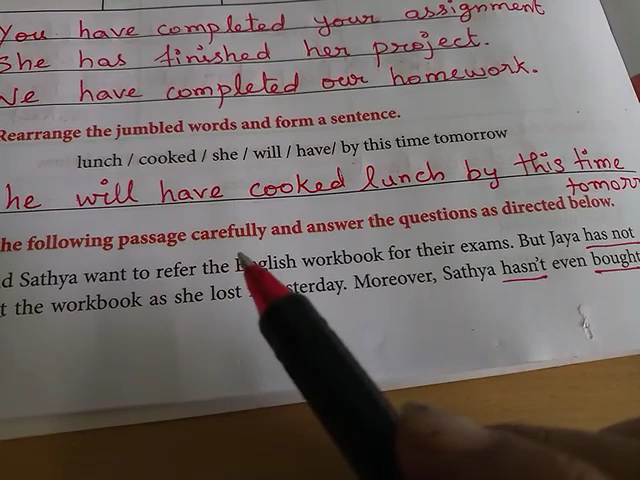 You have completed your assignment
She has finished her project.
We have completed our homework.
Rearrange the jumbled words and form a sentence.
lunch / cooked / she / will / have/ by this time tomorrow
he will have cooked lunch by this time
tomorr
he following passage carefully and answer the questions as directed below.
d Sathya want to refer the English workbook for their exams. But Jaya has not
t the workbook as she lost yesterday. Moreover, Sathya hasn't even bought